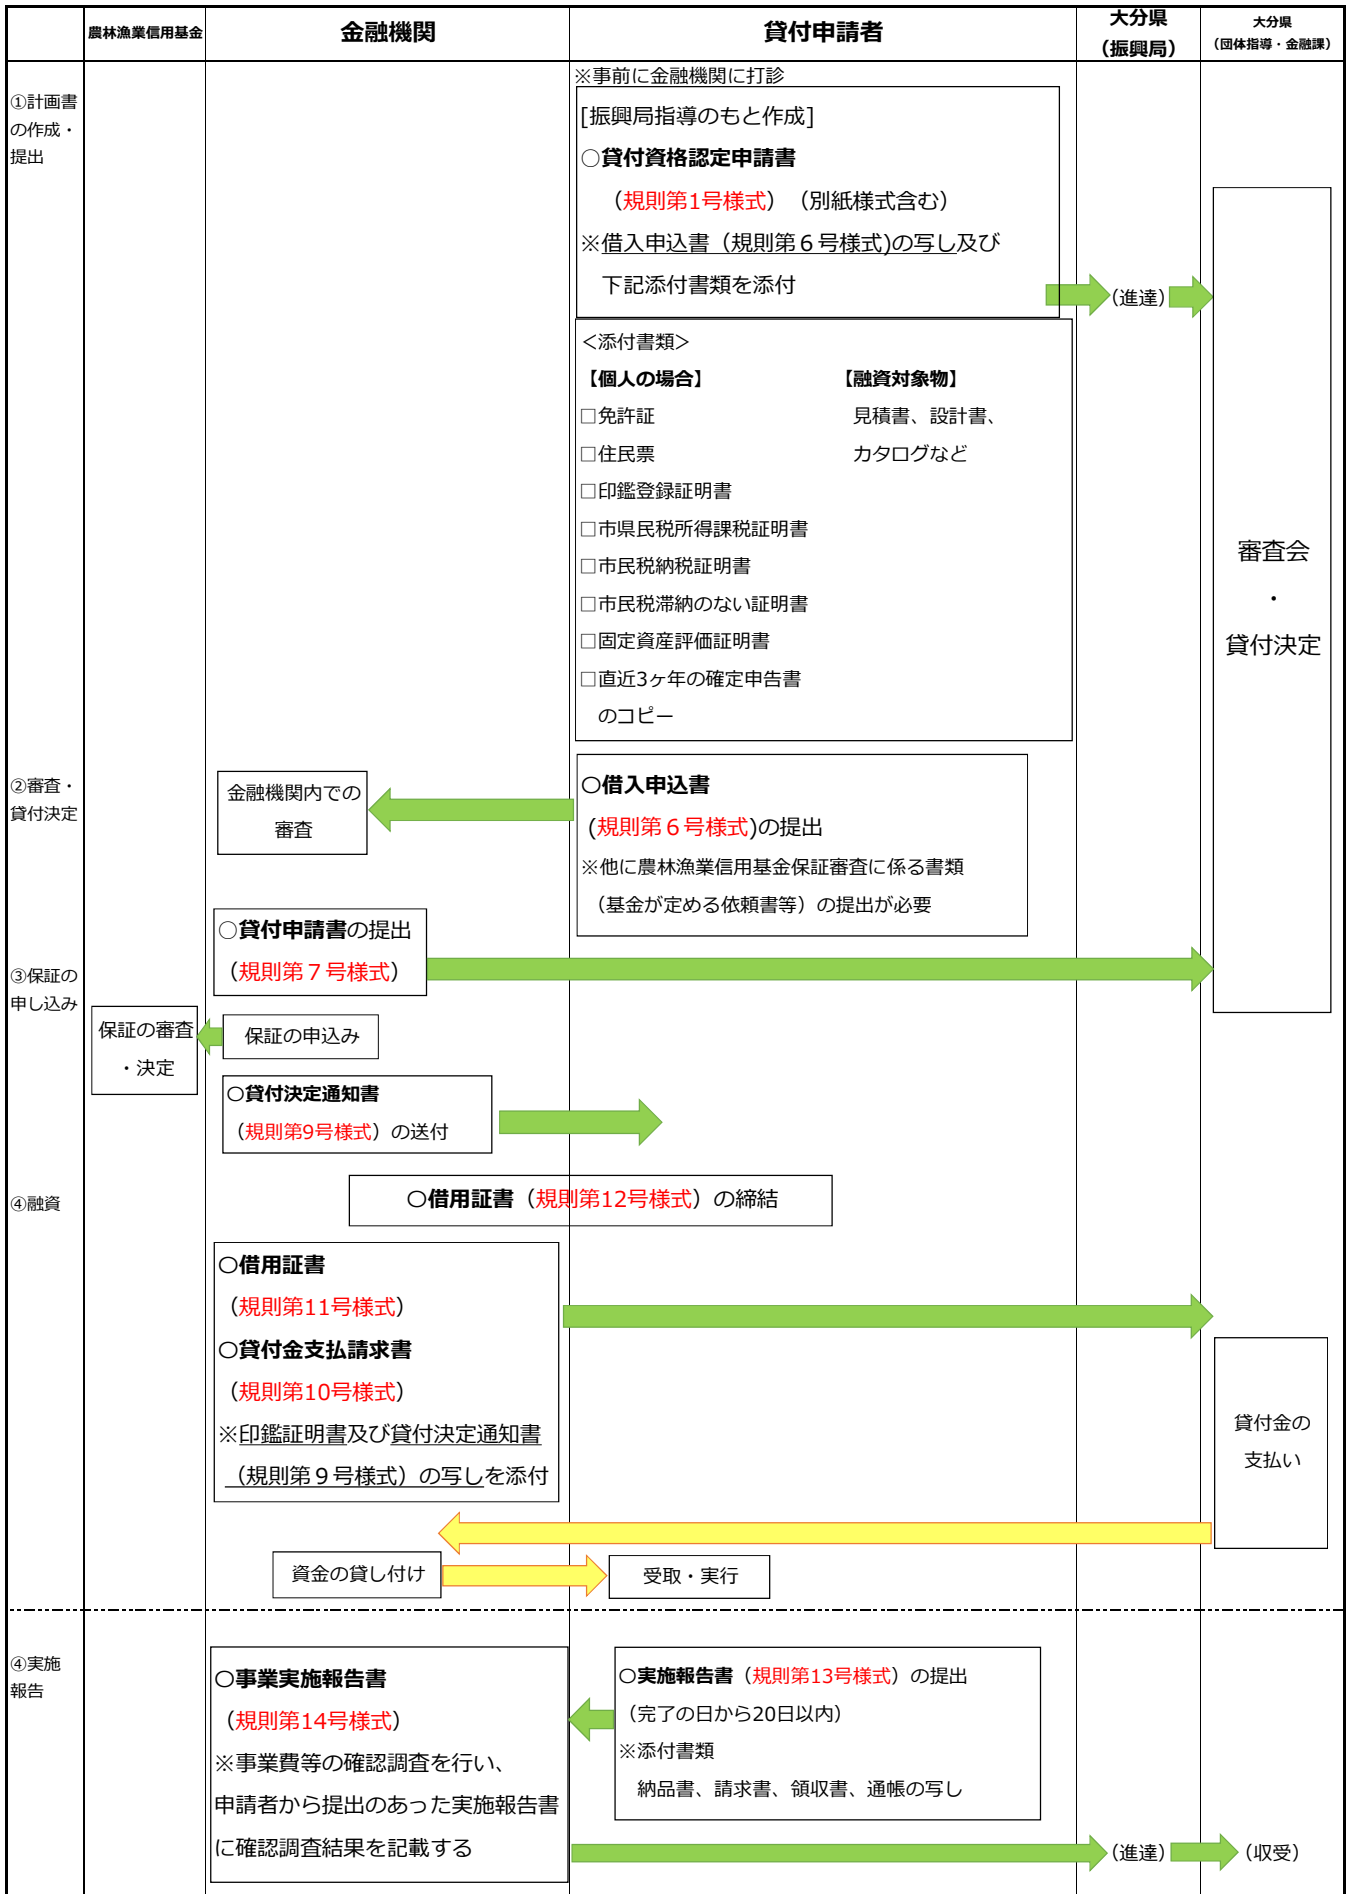 農林漁業信用基金
金融機関
貸付申請者
大分県
（振興局）
大分県
（団体指導・金融課）
①計画書
の作成・
提出
※事前に金融機関に打診
[振興局指導のもと作成]
○貸付資格認定申請書
（規則第1号様式）（別紙様式含む）
※借入申込書（規則第６号様式)の写し及び
下記添付書類を添付
（進達）
審査会
・
貸付決定
＜添付書類＞
【個人の場合】
□免許証
□住民票
□印鑑登録証明書
□市県民税所得課税証明書
□市民税納税証明書
□市民税滞納のない証明書
□固定資産評価証明書
□直近3ヶ年の確定申告書
のコピー
【融資対象物】
見積書、設計書、
カタログなど
②審査・
貸付決定
金融機関内での
審査
○借入申込書
(規則第６号様式)の提出
※他に農林漁業信用基金保証審査に係る書類
（基金が定める依頼書等）の提出が必要
○貸付申請書の提出
（規則第７号様式）
③保証の
申し込み
保証の審査
・決定
保証の申込み
○貸付決定通知書
（規則第9号様式）の送付
④融資
○借用証書（規則第12号様式）の締結
○借用証書
（規則第11号様式）
○貸付金支払請求書
（規則第10号様式）
※印鑑証明書及び貸付決定通知書
（規則第９号様式）の写しを添付
貸付金の
支払い
資金の貸し付け
受取・実行
④実施
報告
○事業実施報告書
（規則第14号様式）
※事業費等の確認調査を行い、
申請者から提出のあった実施報告書
に確認調査結果を記載する
○実施報告書（規則第13号様式）の提出
（完了の日から20日以内）
※添付書類
納品書、請求書、領収書、通帳の写し
（進達）
（収受）